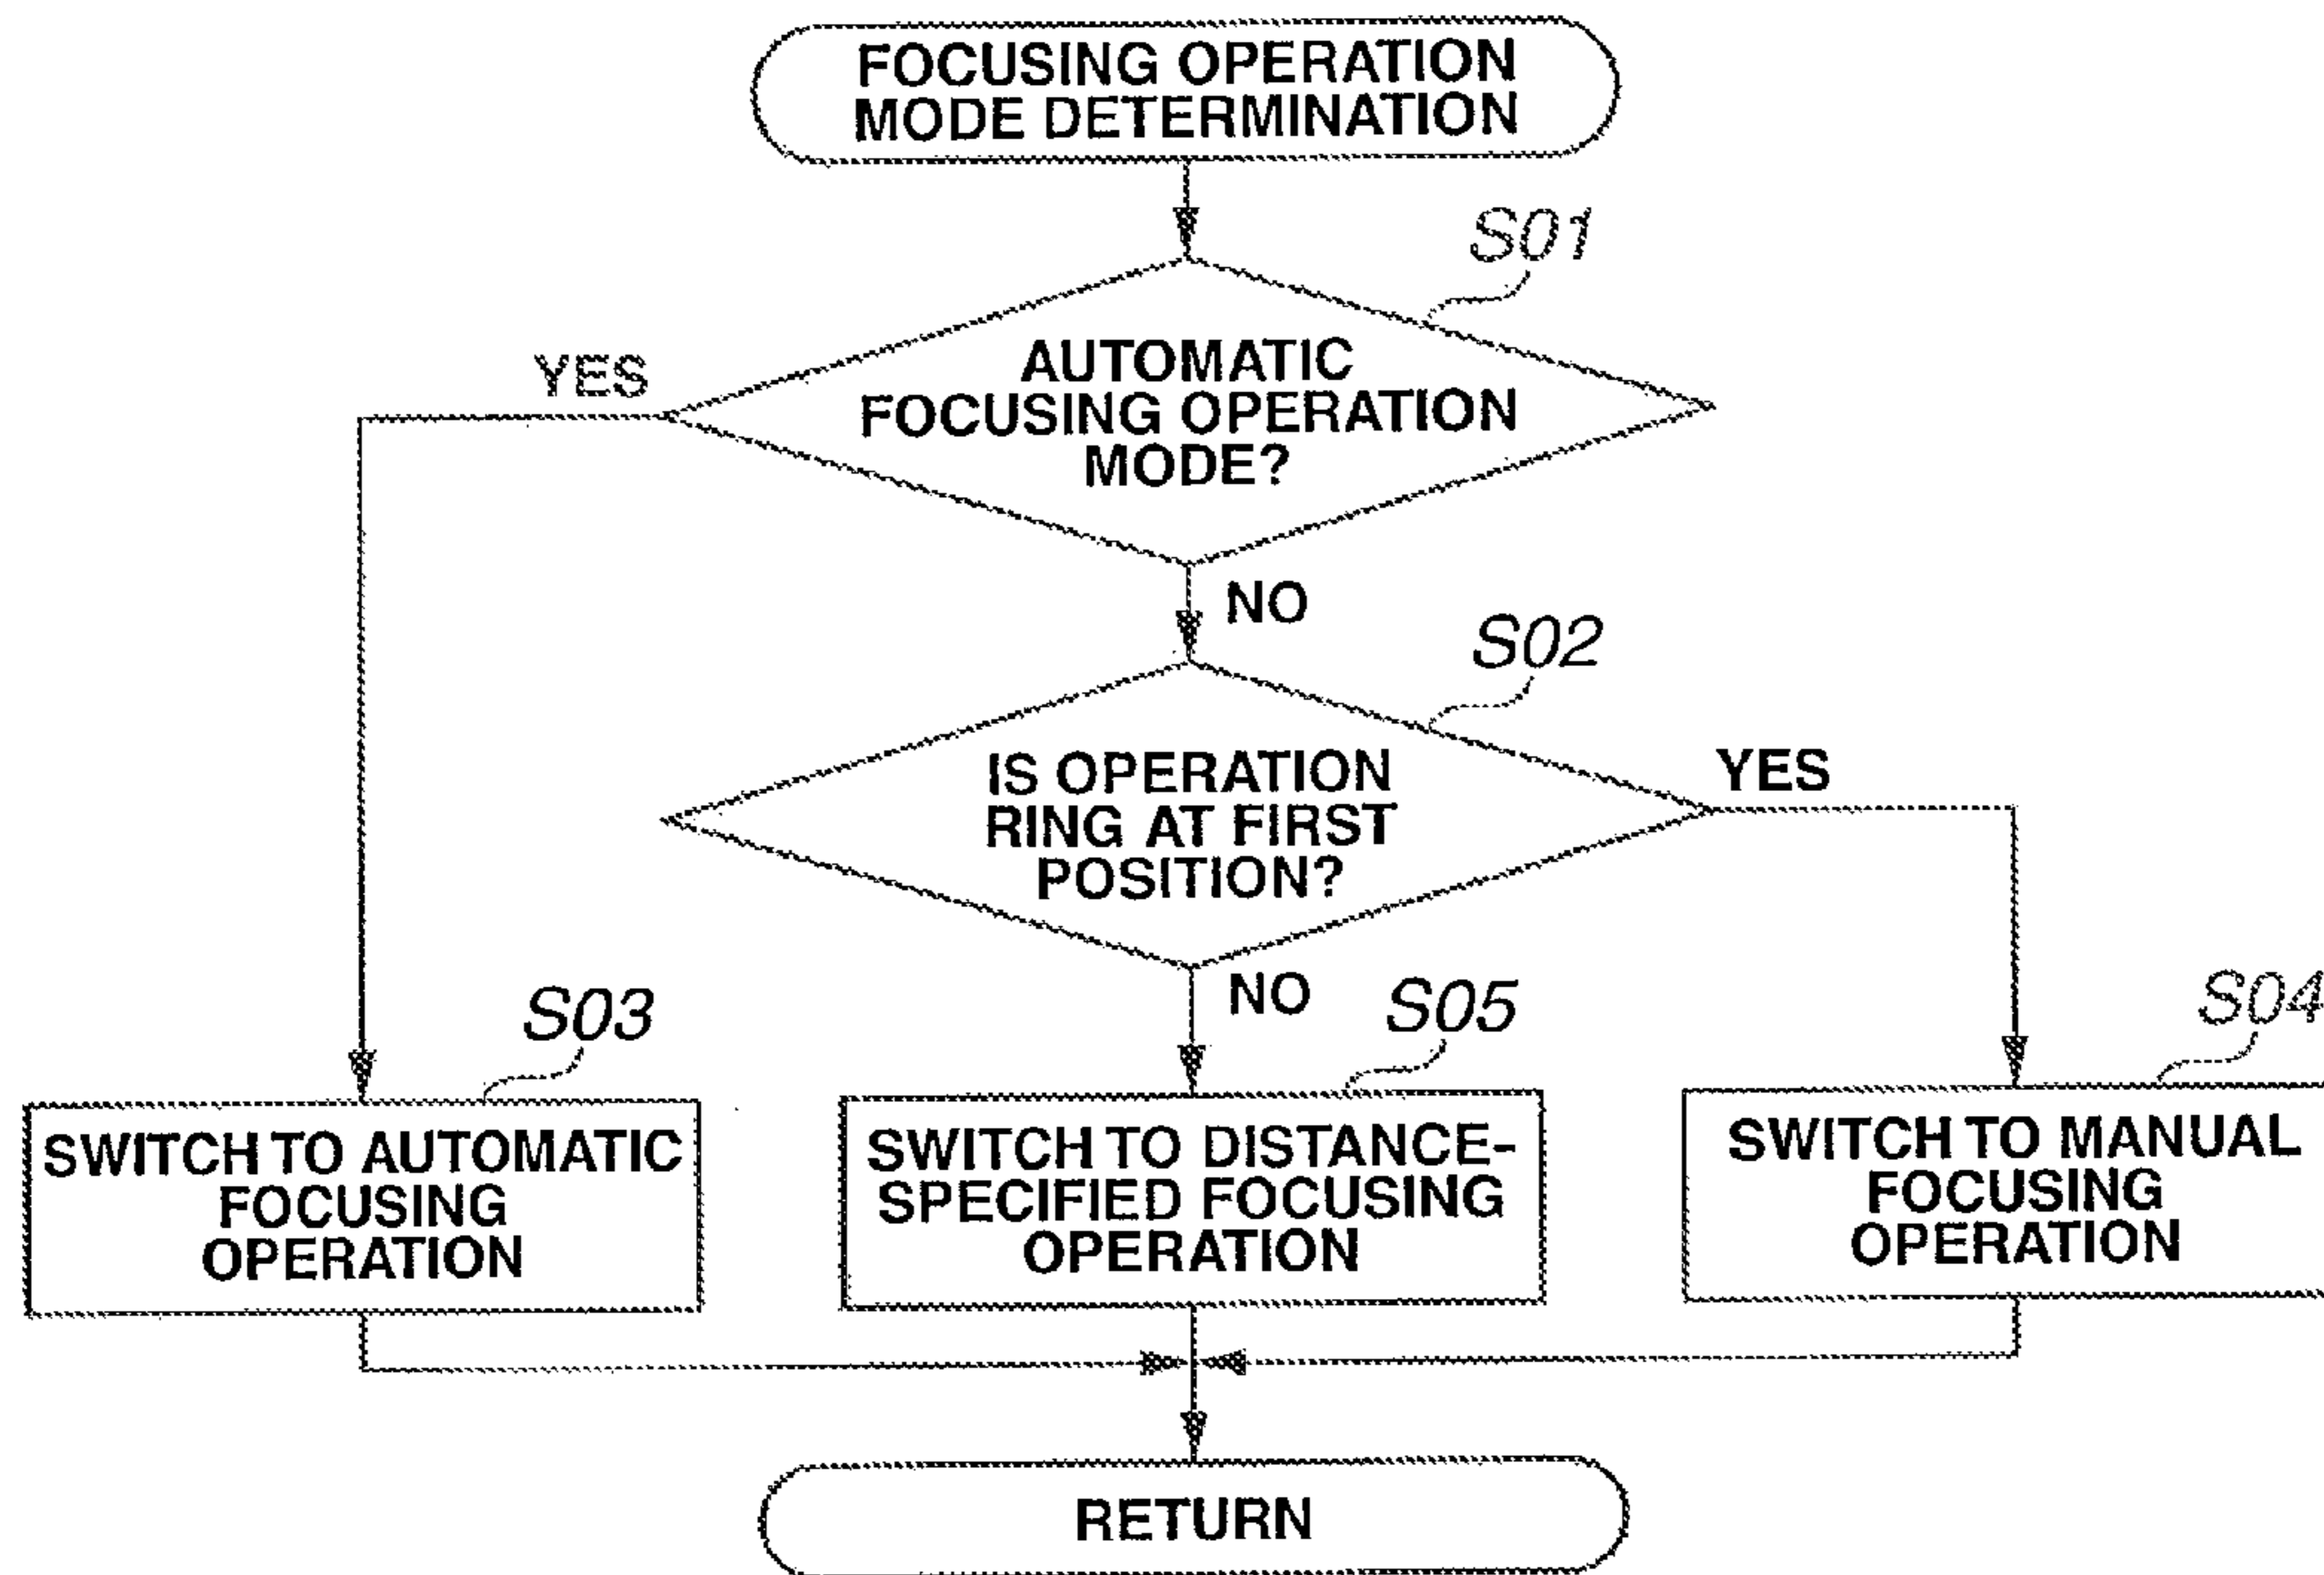 FOCUSING OPERATION
MODE DETERMINATION
S01
AUTOMATIC
FOCUSING OPERATION
MODE?
YES
NO
S02
IS OPERATION
RING AT FIRST
POSITION?
YES
NO
S03
SWITCH TO AUTOMATIC
FOCUSING
OPERATION
S05
SWITCH TO DISTANCE-
SPECIFIED FOCUSING
OPERATION
S04
SWITCH TO MANUAL
FOCUSING
OPERATION
RETURN